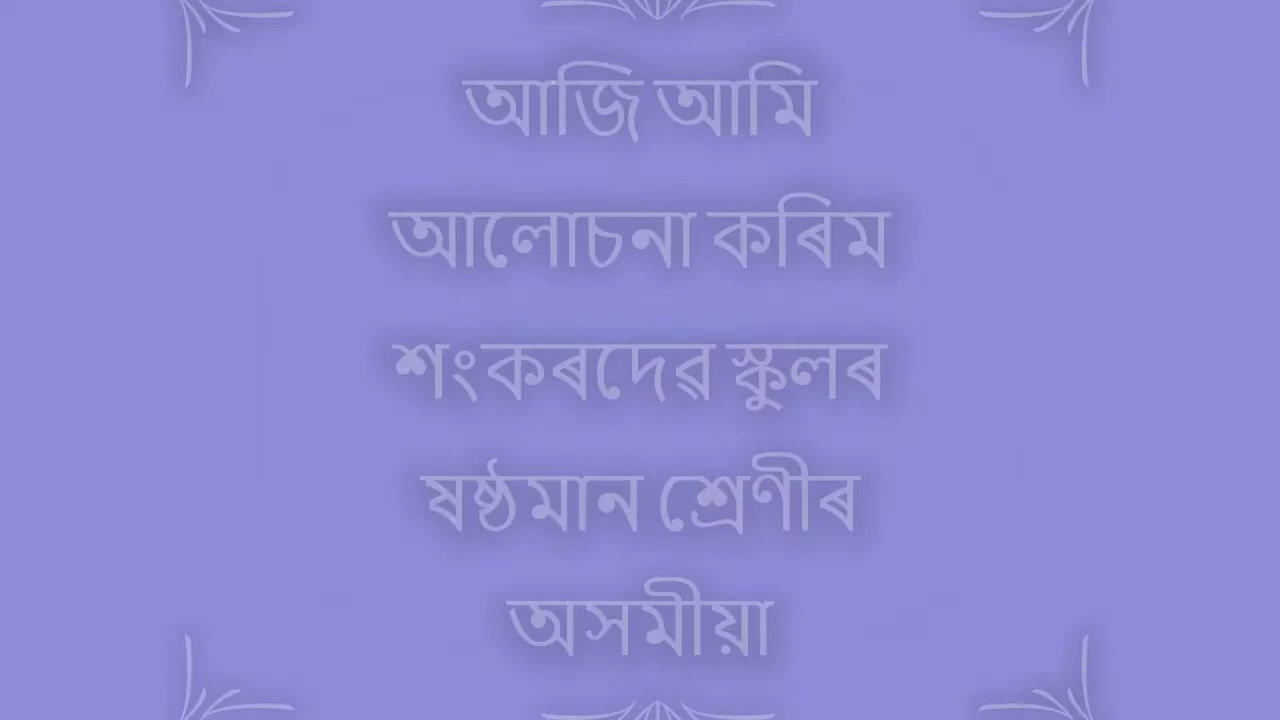 আজি আমি
আলোচনা কৰিম
শংকৰদেৱ স্কুলৰ
ষষ্ঠমান শ্ৰেণীৰ
অসমীয়া